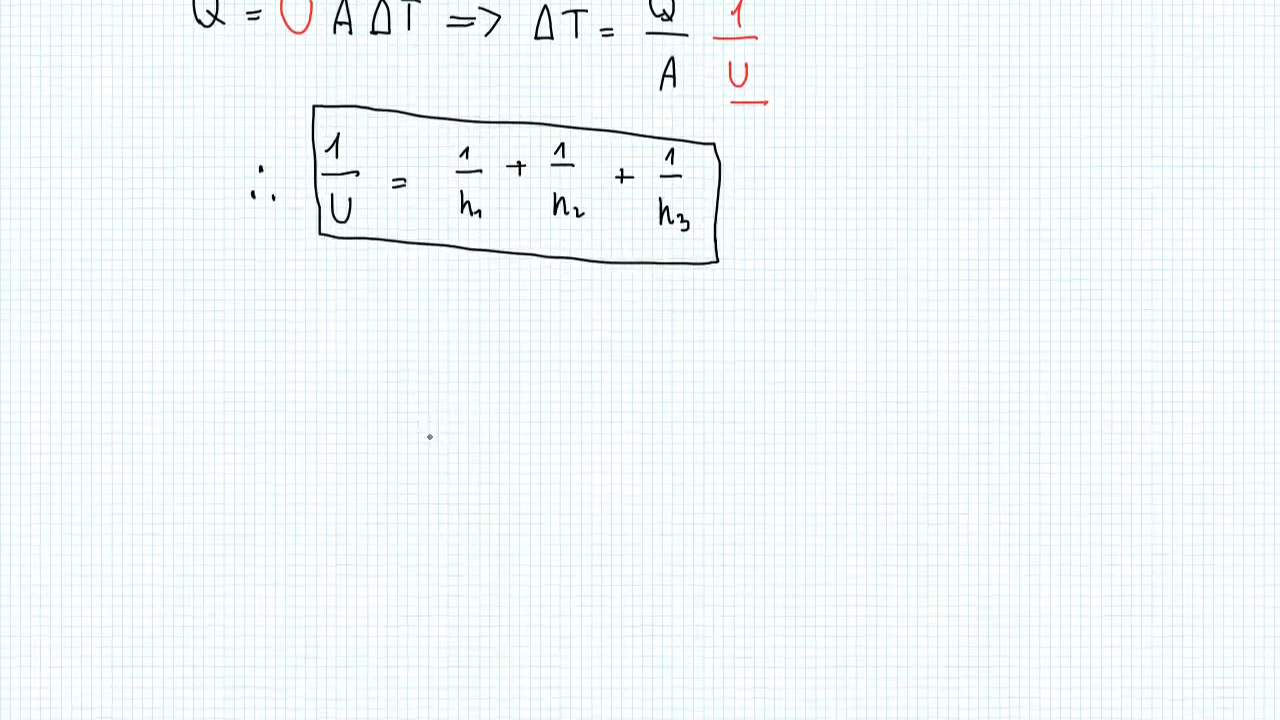 Q = U A ΔT => ΔT = Q/A 1/U
∴ 1/U = 1/h₁ + 1/h₂ + 1/h₃